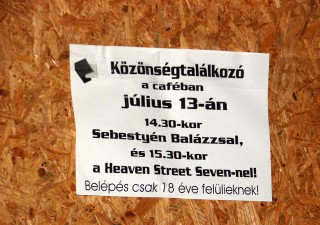 Közönségtalálkozó
a caféban
július 13-án
14.30-kor
Sebestyén Balázzsal,
és 15.30-kor
a Heaven Street Seven-nel!
Belépés csak 18 éve felülieknek!